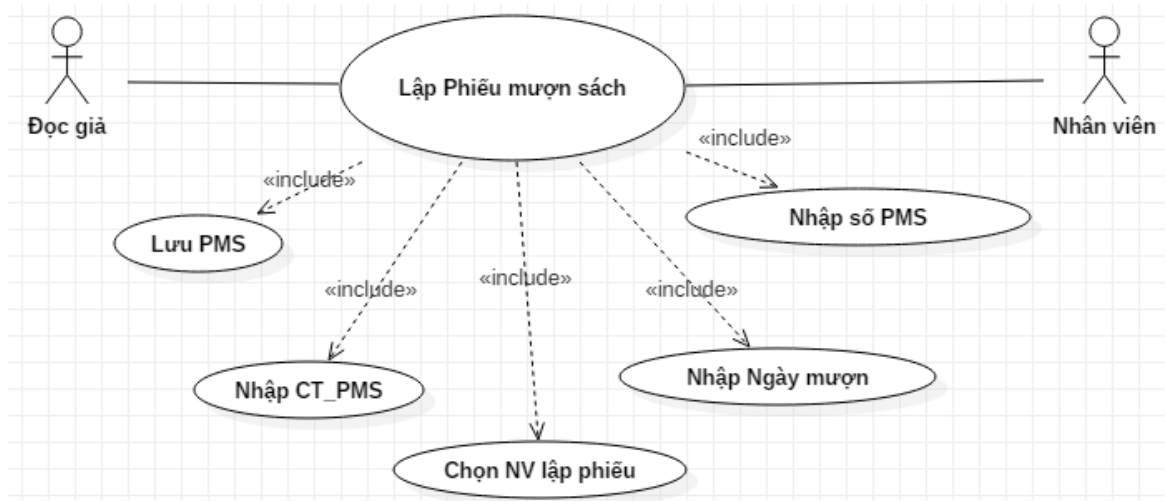 Lập Phiếu mượn sách
Đọc giả
Nhân viên
«include»
«include»
Nhập số PMS
Lưu PMS
«include»
«include»
«include»
Nhập Ngày mượn
Nhập CT_PMS
Chọn NV lập phiếu